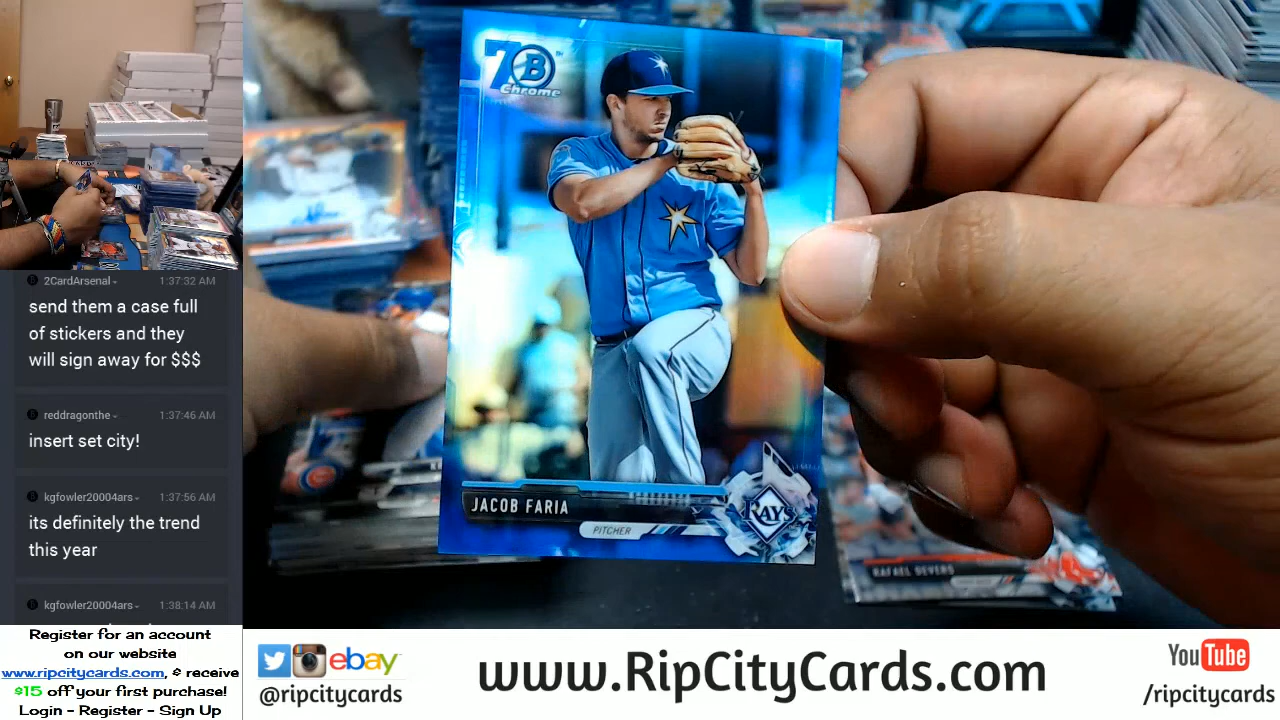 2CardArsenal
1:37:32 AM
send them a case full
of stickers and they
will sign away for $$$
reddragonthe
1:37:46 AM
insert set city!
kgfowler20004ars
1:37:56 AM
its definitely the trend
this year
kgfowler20004ars
1:38:14 AM
Register for an account
on our website
www.ripcitycards.com, & receive
$15 off your first purchase!
Login - Register - Sign Up
70 B
Chrome
JACOB FARIA
PITCHER
RAYS
RAFAEL DEVERS
ebay
@ripcitycards
www.RipCityCards.com
YouTube
/ripcitycards